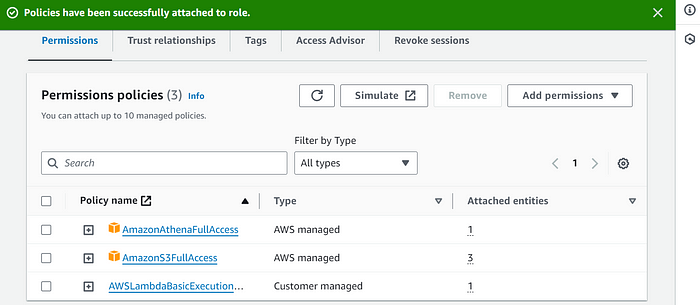 Policies have been successfully attached to role.
Permissions Trust relationships Tags Access Advisor Revoke sessions
Permissions policies (3) Info
Simulate Remove Add permissions
You can attach up to 10 managed policies.
Filter by Type
Search All types 1
Policy name Type Attached entities
AmazonAthenaFullAccess AWS managed 1
AmazonS3FullAccess AWS managed 3
AWSLambdaBasicExecution... Customer managed 1